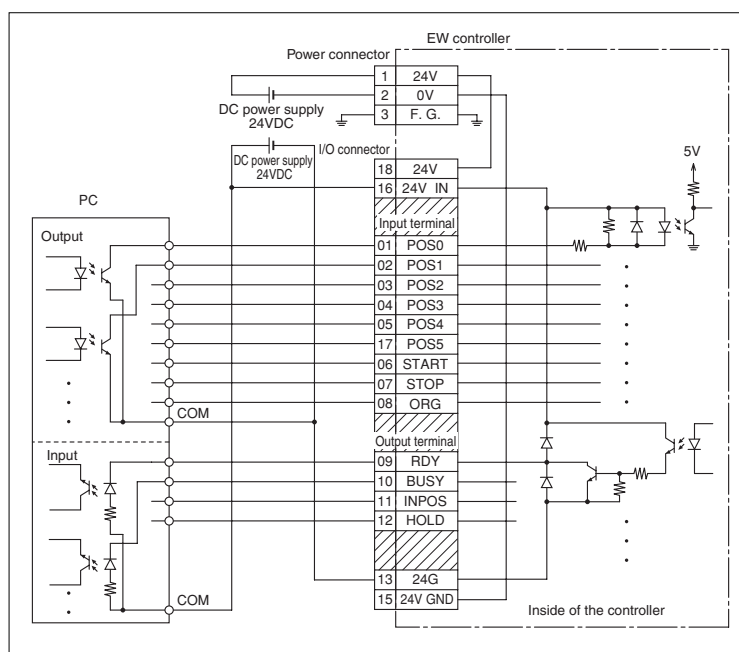 EW controller
Power connector
1 24V
2 0V
3 F. G.
DC power supply
24VDC
I/O connector
DC power supply
24VDC
18 24V
16 24V IN
5V
PC
Output
Input terminal
01 POS0
02 POS1
03 POS2
04 POS3
05 POS4
17 POS5
06 START
07 STOP
08 ORG
COM
Output terminal
Input
09 RDY
10 BUSY
11 INPOS
12 HOLD
13 24G
15 24V GND
COM
Inside of the controller